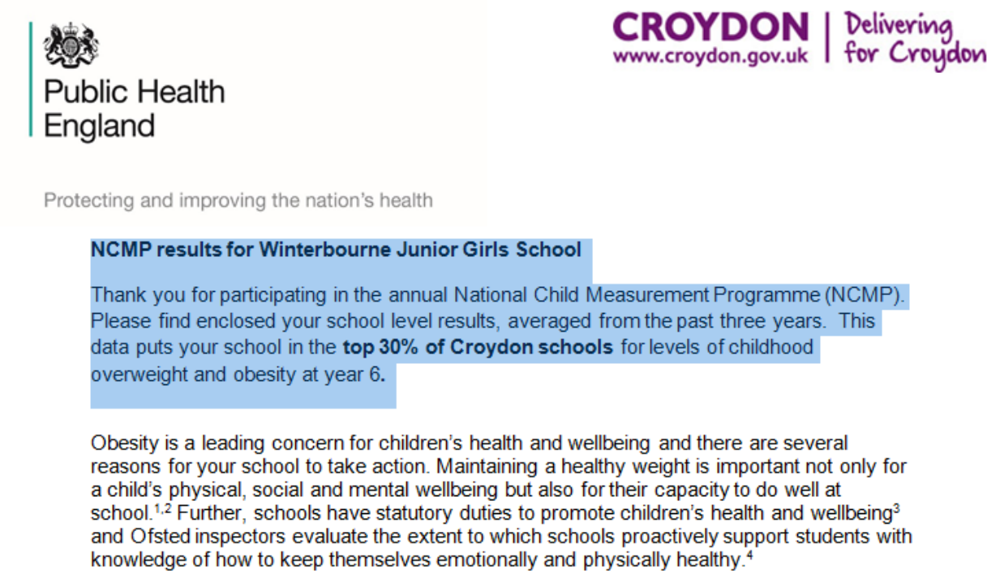 Public Health
England
CROYDON
www.croydon.gov.uk
Delivering
for Croydon
Protecting and improving the nation's health
NCMP results for Winterbourne Junior Girls School
Thank you for participating in the annual National Child Measurement Programme (NCMP).
Please find enclosed your school level results, averaged from the past three years. This
data puts your school in the top 30% of Croydon schools for levels of childhood
overweight and obesity at year 6.
Obesity is a leading concern for children's health and wellbeing and there are several
reasons for your school to take action. Maintaining a healthy weight is important not only for
a child's physical, social and mental wellbeing but also for their capacity to do well at
school.1,2 Further, schools have statutory duties to promote children's health and wellbeing3
and Ofsted inspectors evaluate the extent to which schools proactively support students with
knowledge of how to keep themselves emotionally and physically healthy.4